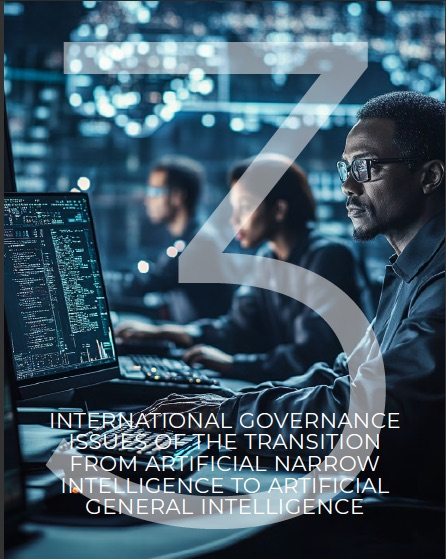 3
INTERNATIONAL GOVERNANCE
ISSUES OF THE TRANSITION
FROM ARTIFICIAL NARROW
INTELLIGENCE TO ARTIFICIAL
GENERAL INTELLIGENCE